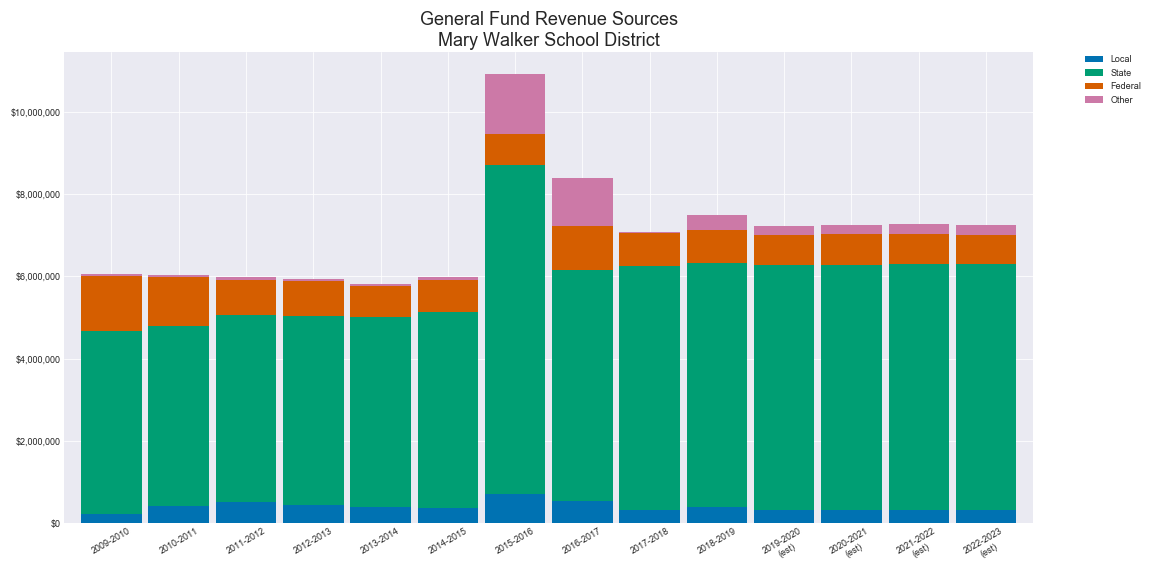 General Fund Revenue Sources
Mary Walker School District
Local
State
Federal
Other
$10,000,000
$8,000,000
$6,000,000
$4,000,000
$2,000,000
$0
2009-2010
2010-2011
2011-2012
2012-2013
2013-2014
2014-2015
2015-2016
2016-2017
2017-2018
2018-2019
2019-2020
(est)
2020-2021
(est)
2021-2022
(est)
2022-2023
(est)